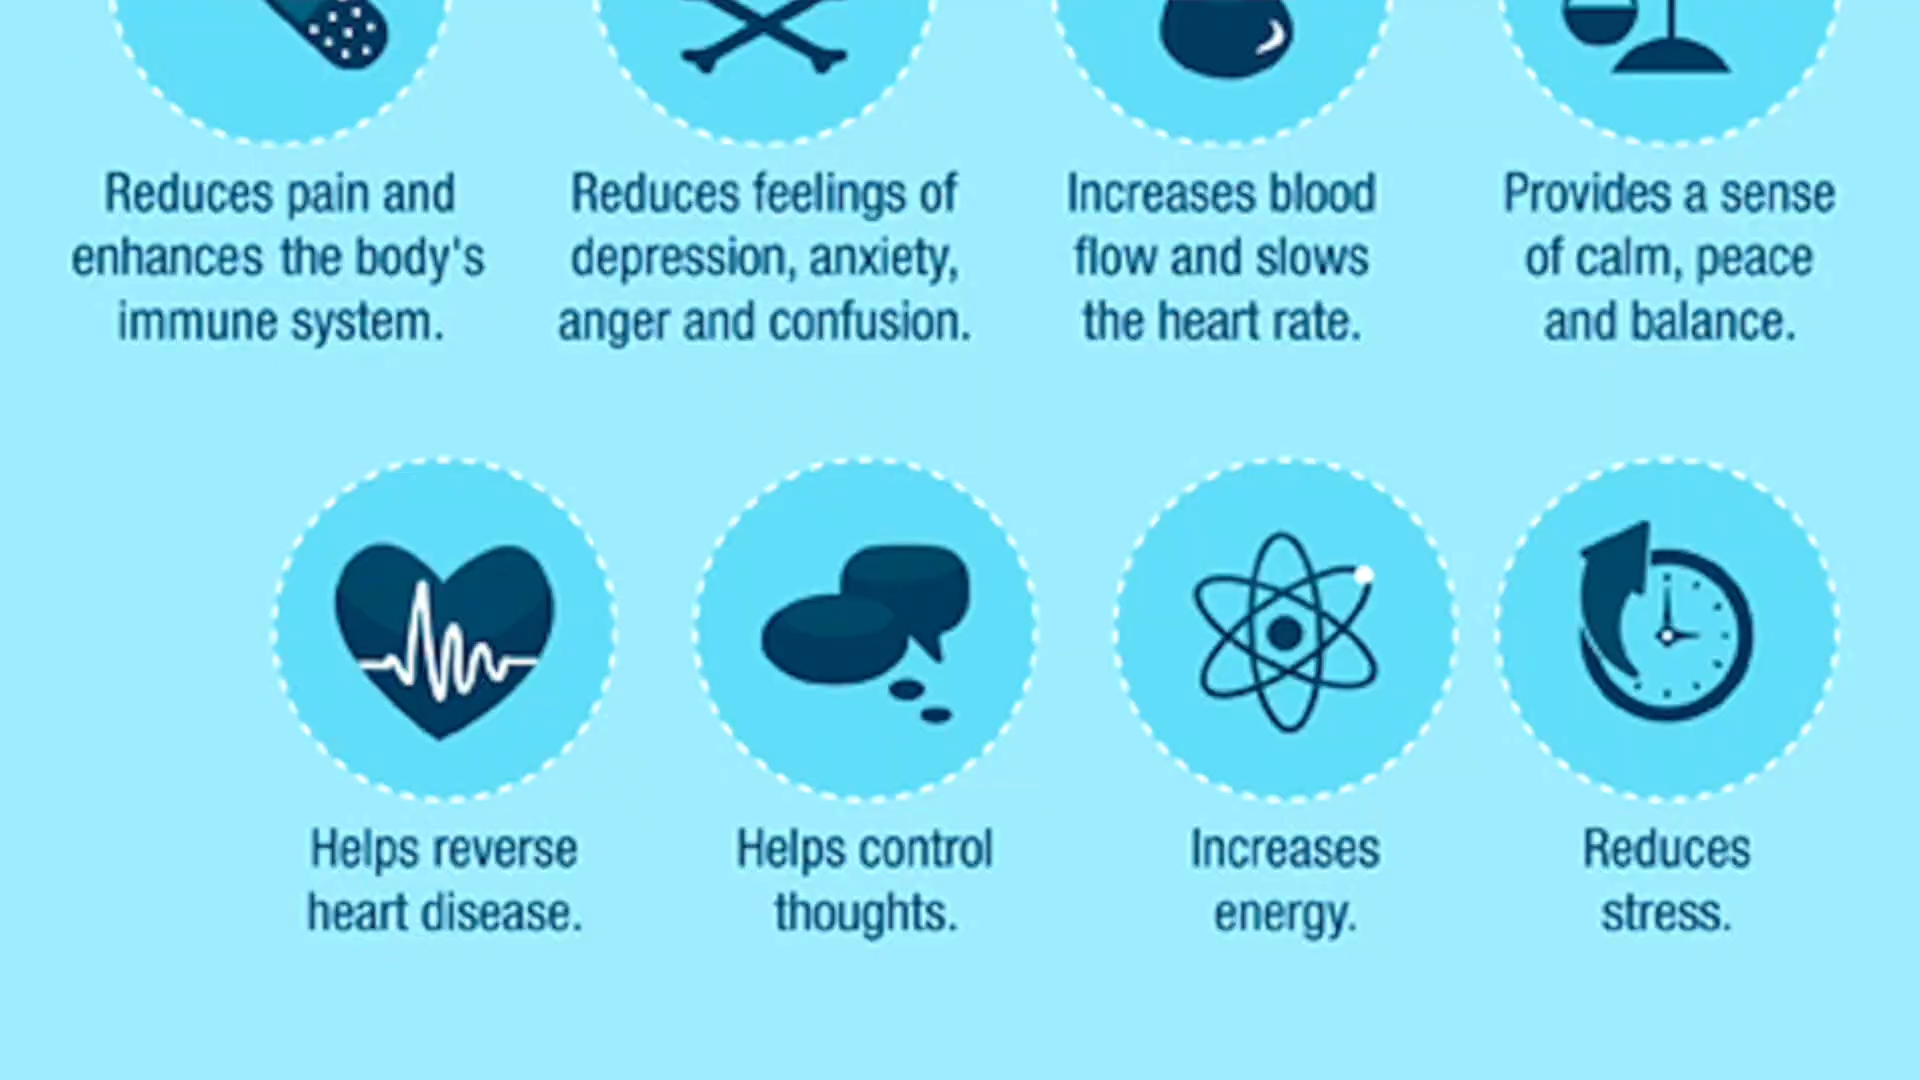 Reduces pain and
enhances the body's
immune system.
Reduces feelings of
depression, anxiety,
anger and confusion.
Increases blood
flow and slows
the heart rate.
Provides a sense
of calm, peace
and balance.
Helps reverse
heart disease.
Helps control
thoughts.
Increases
energy.
Reduces
stress.